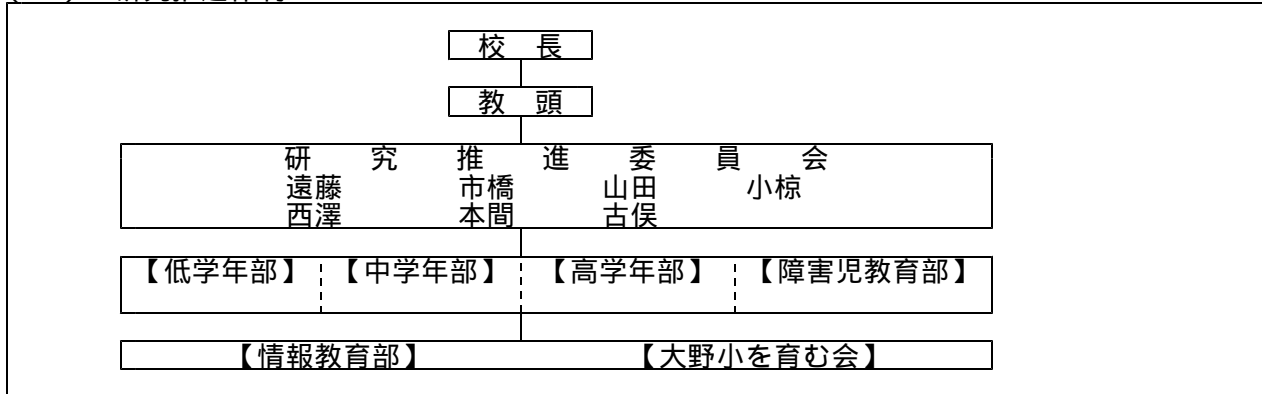 校　長
教　頭
研　究　推　進　委　員　会
遠藤　市橋　山田　小椋
西澤　本間　古俣
【低学年部】 【中学年部】 【高学年部】 【障害児教育部】
【情報教育部】　【大野小を育む会】